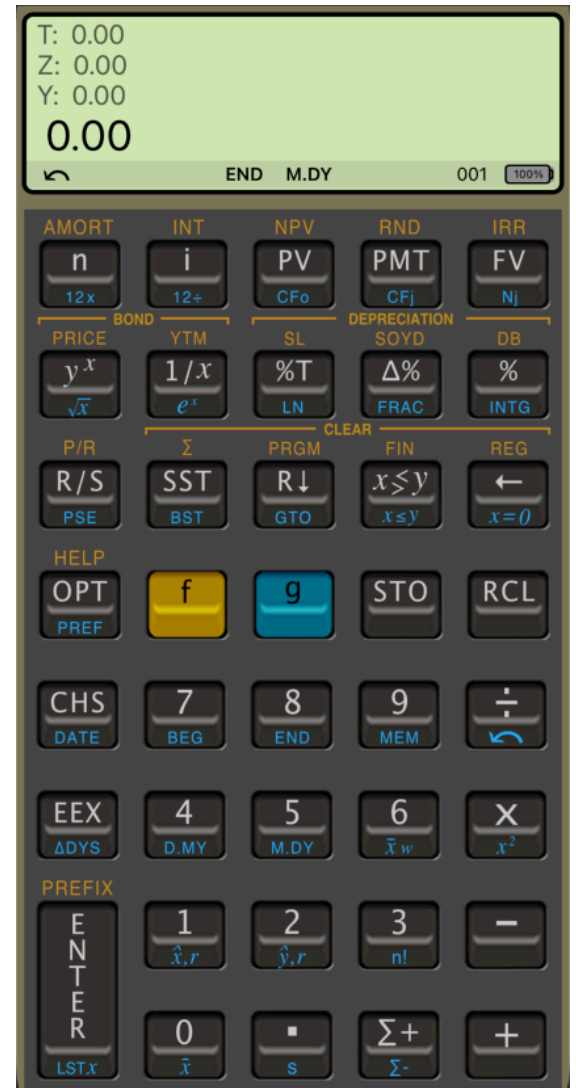 T: 0.00
Z: 0.00
Y: 0.00
0.00
END M.DY 001 100%
AMORT INT NPV RND IRR
n i PV PMT FV
12x 12÷ CFo CFj Nj
BOND DEPRECIATION
PRICE YTM SL SOYD DB
yˣ 1/x %T Δ% %
√x eˣ LN FRAC INTG
CLEAR
P/R Σ PRGM FIN REG
R/S SST R↓ x≶y ←
PSE BST GTO x≤y x=0
HELP
OPT f g STO RCL
PREF
CHS 7 8 9 ÷
DATE BEG END MEM
EEX 4 5 6 X
ΔDYS D.MY M.DY x̄w x²
PREFIX
ENTER 1 2 3 −
x̂,r ŷ,r n!
0 . Σ+ +
LSTx x̄ s Σ-